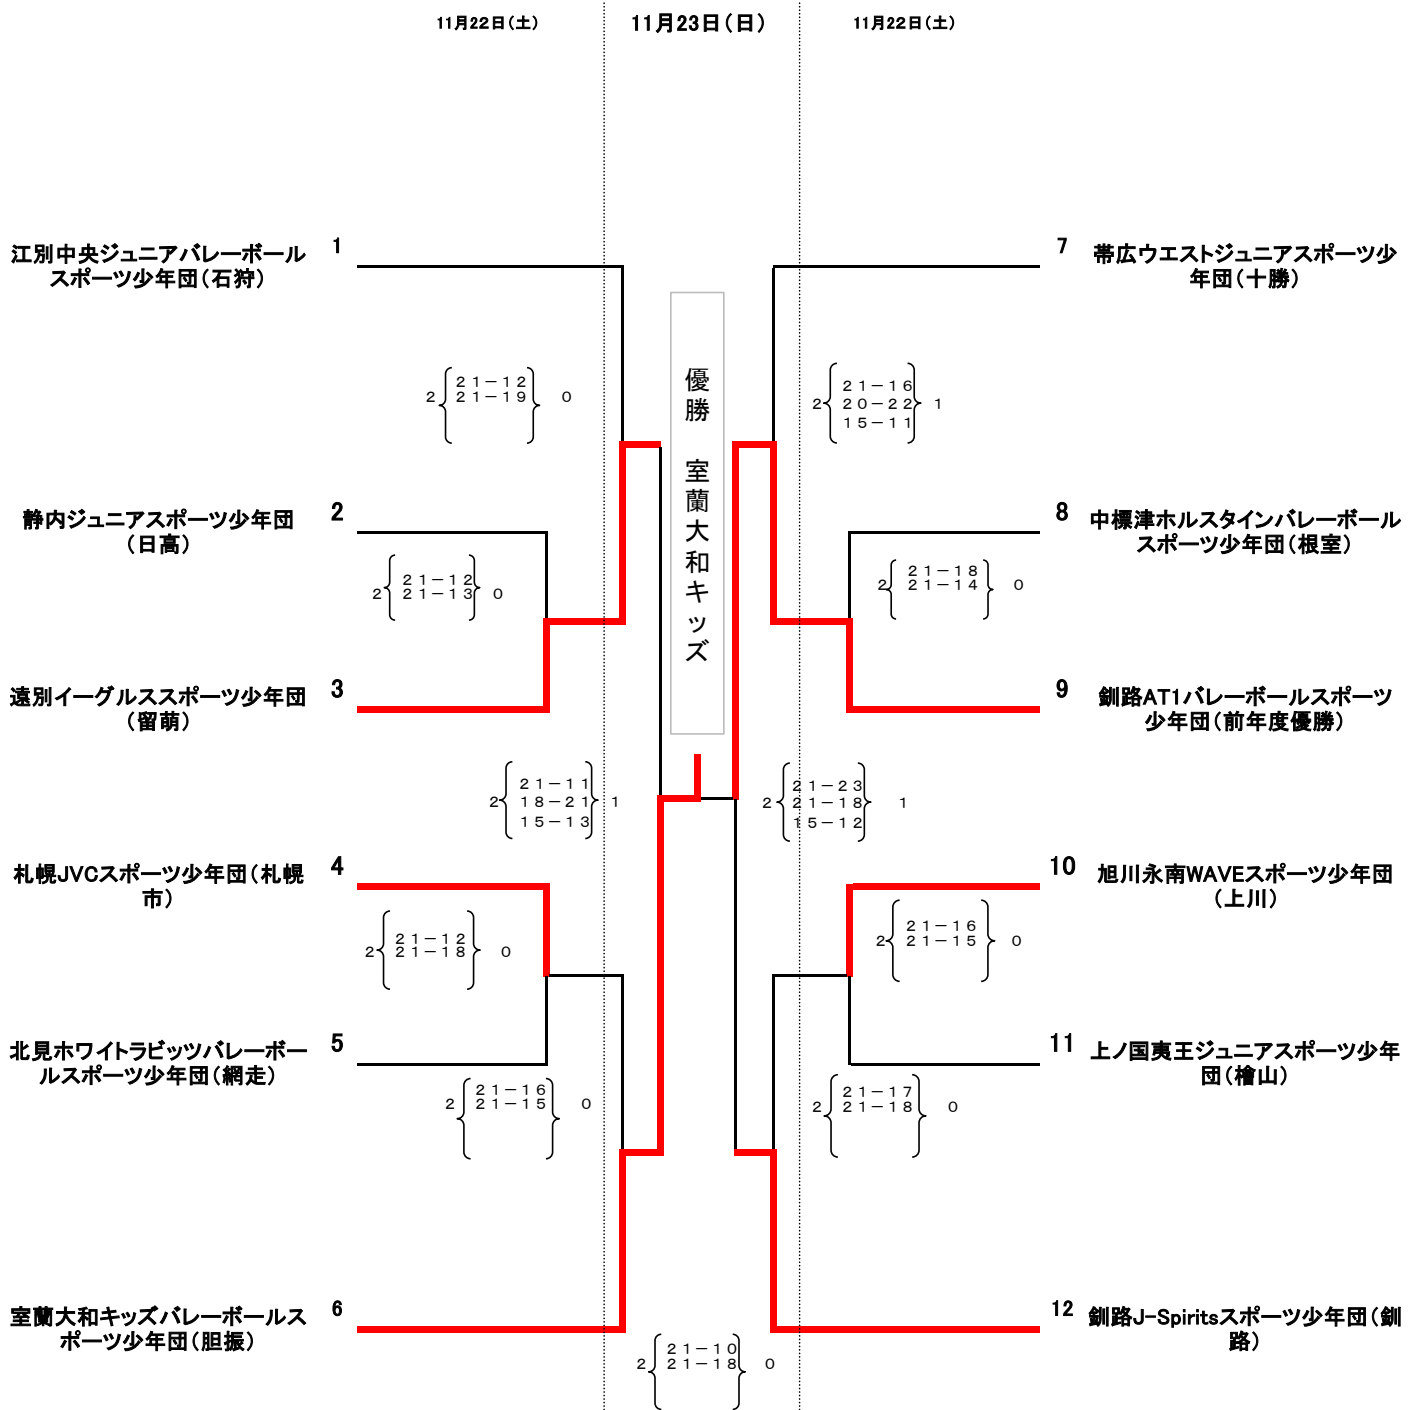 11月22日(土)
11月23日(日)
11月22日(土)
江別中央ジュニアバレーボール
スポーツ少年団(石狩)
1
7
帯広ウエストジュニアスポーツ少
年団(十勝)
2
21-12
21-19
0
2
21-16
20-22
15-11
1
優勝 室蘭大和キッズ
静内ジュニアスポーツ少年団
(日高)
2
8
中標津ホルスタインバレーボール
スポーツ少年団(根室)
2
21-12
21-13
0
2
21-18
21-14
0
遠別イーグルススポーツ少年団
(留萌)
3
9
釧路AT1バレーボールスポーツ
少年団(前年度優勝)
2
21-11
18-21
15-13
1
2
21-23
21-18
15-12
1
札幌JVCスポーツ少年団(札幌
市)
4
10
旭川永南WAVEスポーツ少年団
(上川)
2
21-12
21-18
0
2
21-16
21-15
0
北見ホワイトラビッツバレーボー
ルスポーツ少年団(網走)
5
11
上ノ国夷王ジュニアスポーツ少年
団(檜山)
2
21-16
21-15
0
2
21-17
21-18
0
室蘭大和キッズバレーボールス
ポーツ少年団(胆振)
6
12
釧路J-Spiritsスポーツ少年団(釧
路)
2
21-10
21-18
0